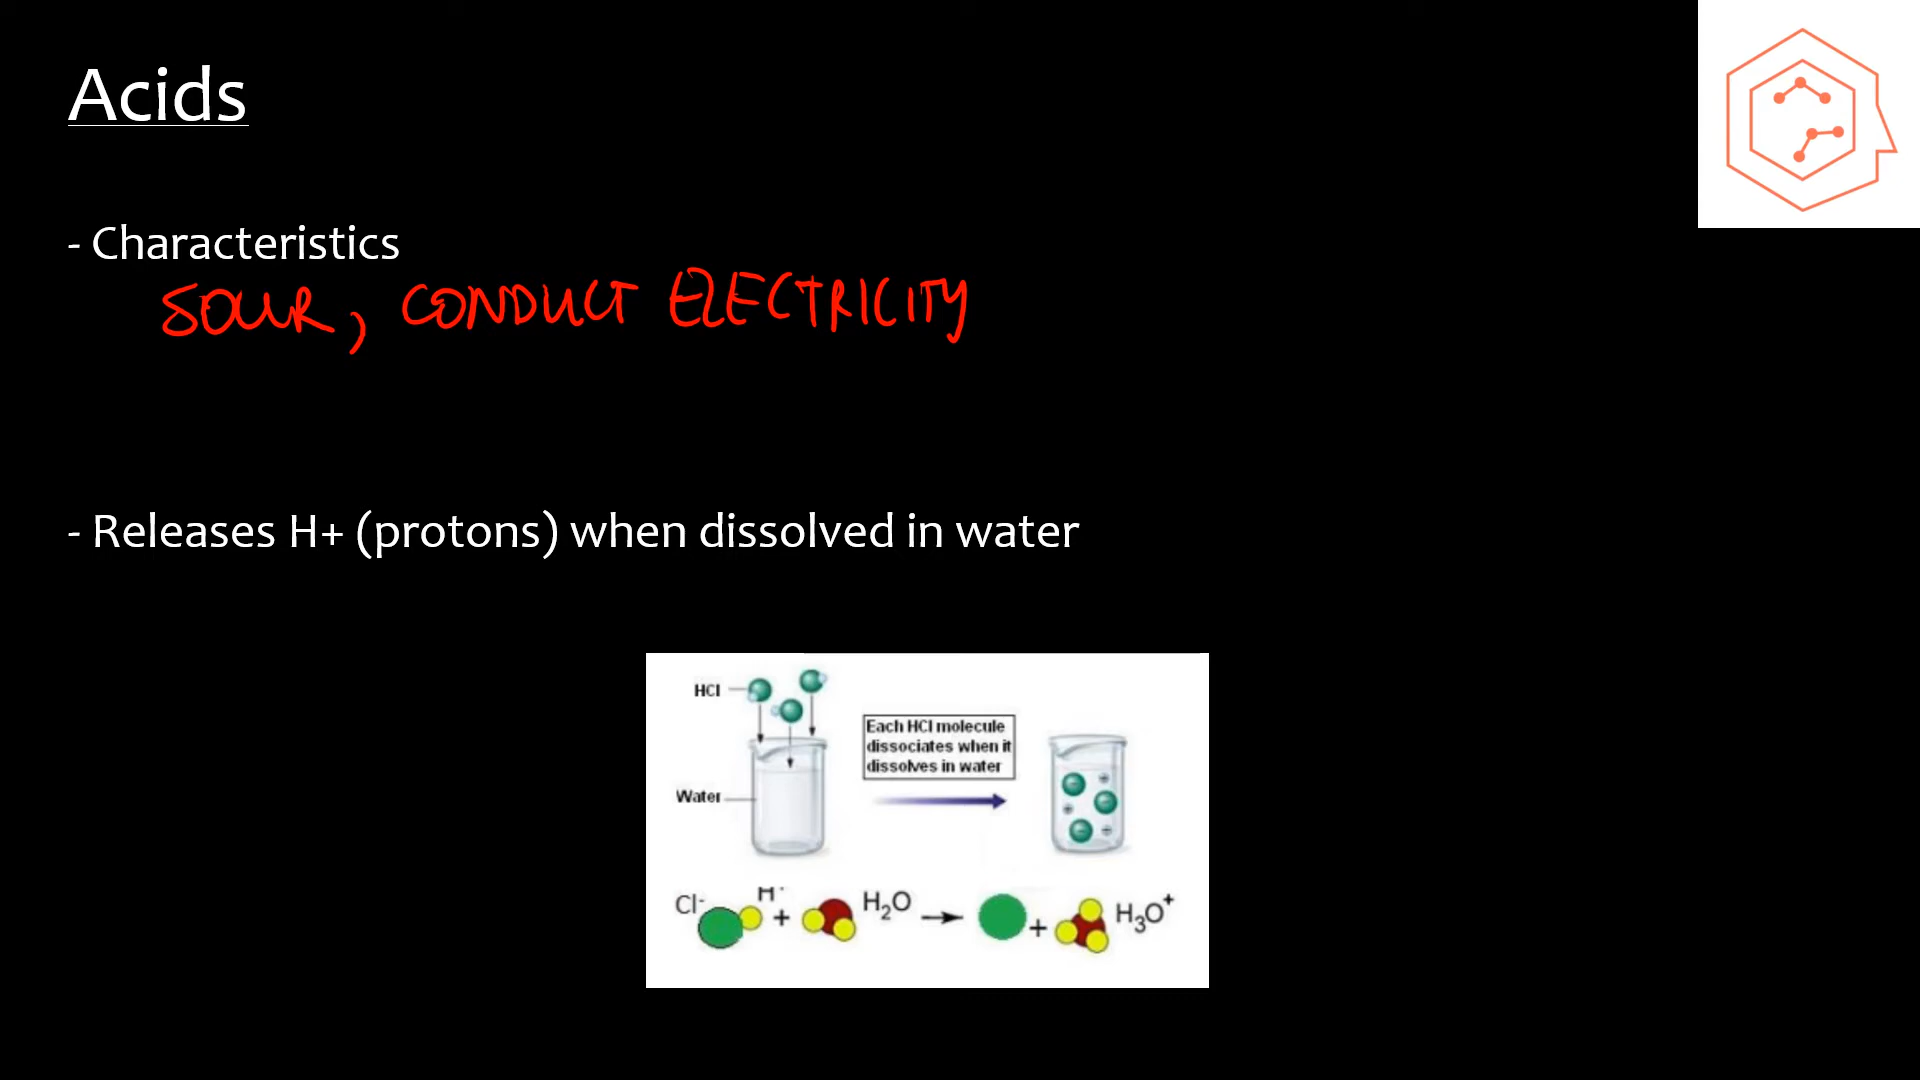 Acids
- Characteristics
SOUR, CONDUCT ELECTRICITY
- Releases H+ (protons) when dissolved in water
HCl
Each HCl molecule
dissociates when it
dissolves in water
Water
Cl- H+ + H2O → + H3O+